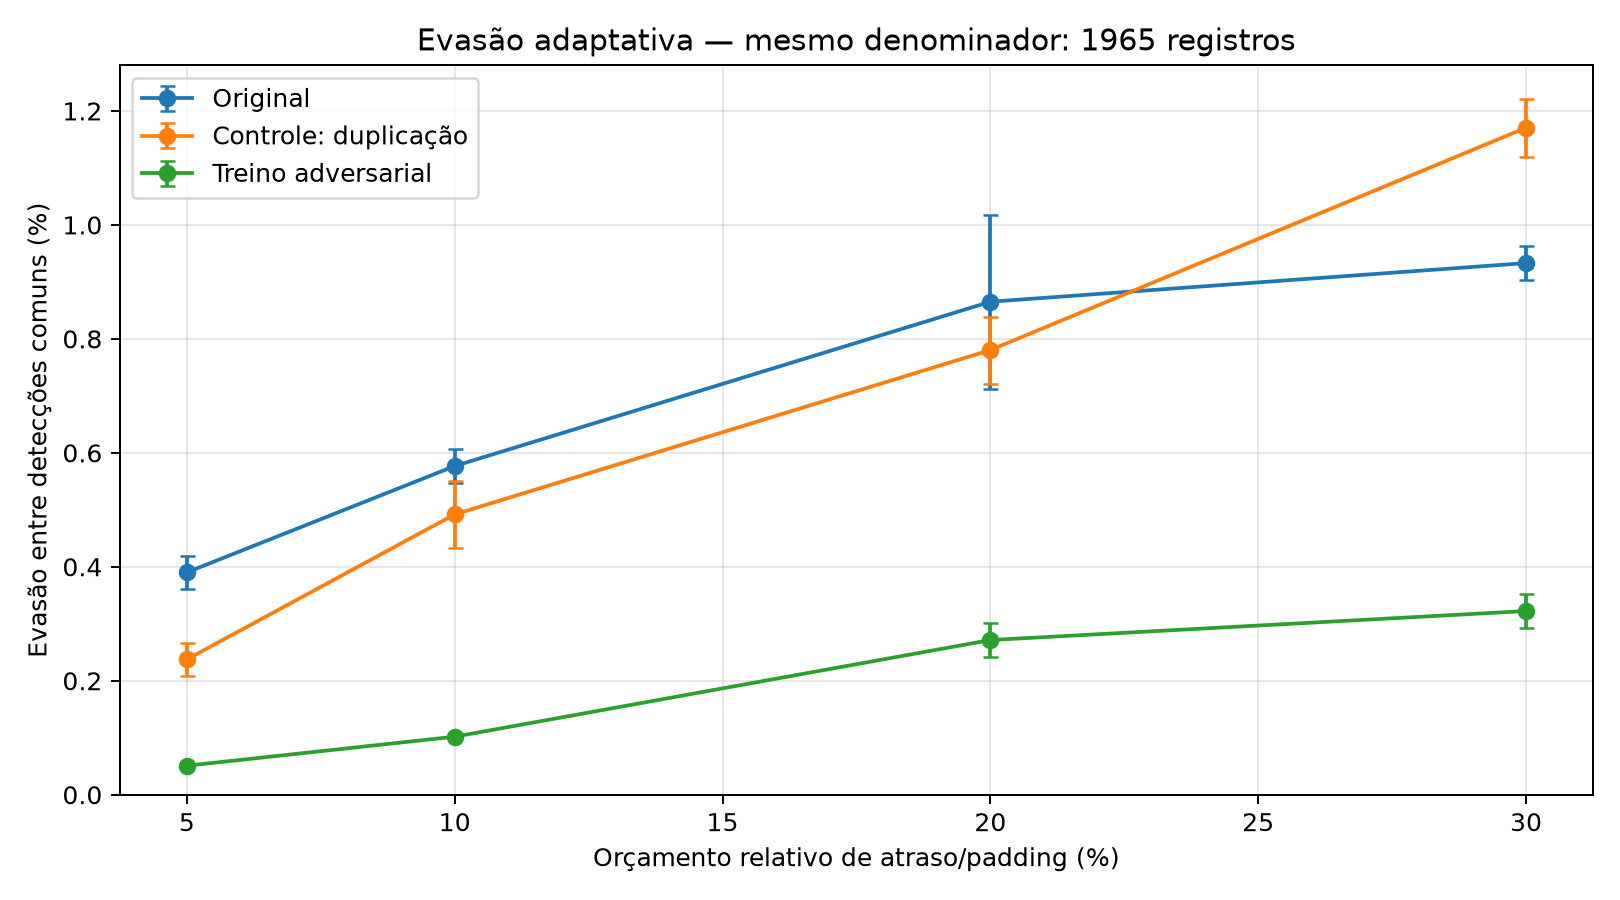 Evasão adaptativa — mesmo denominador: 1965 registros
Original
Controle: duplicação
Treino adversarial
Evasão entre detecções comuns (%)
1.2
1.0
0.8
0.6
0.4
0.2
0.0
5 10 15 20 25 30
Orçamento relativo de atraso/padding (%)